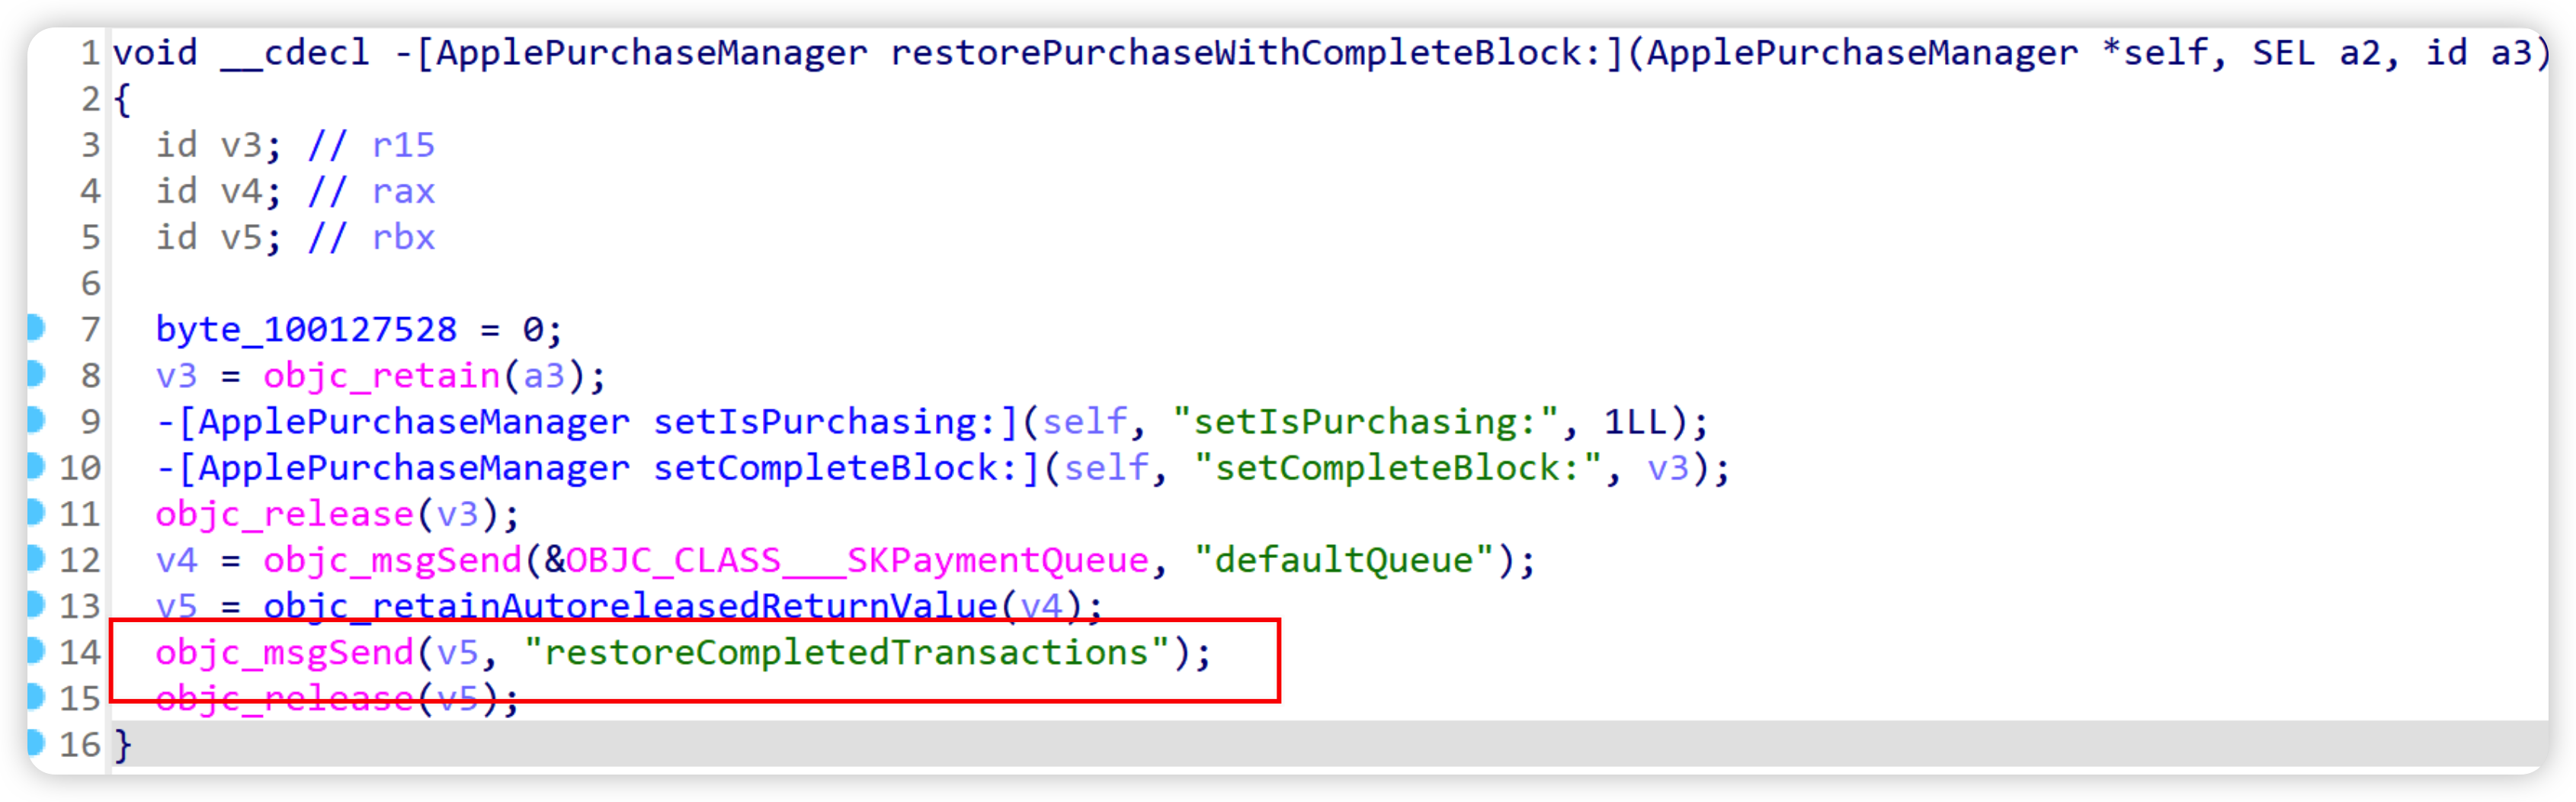 1 void __cdecl -[ApplePurchaseManager restorePurchaseWithCompleteBlock:](ApplePurchaseManager *self, SEL a2, id a3)
2 {
3   id v3; // r15
4   id v4; // rax
5   id v5; // rbx
6
7   byte_100127528 = 0;
8   v3 = objc_retain(a3);
9   -[ApplePurchaseManager setIsPurchasing:](self, "setIsPurchasing:", 1LL);
10   -[ApplePurchaseManager setCompleteBlock:](self, "setCompleteBlock:", v3);
11   objc_release(v3);
12   v4 = objc_msgSend(&OBJC_CLASS___SKPaymentQueue, "defaultQueue");
13   v5 = objc_retainAutoreleasedReturnValue(v4);
14   objc_msgSend(v5, "restoreCompletedTransactions");
15   objc_release(v5);
16 }